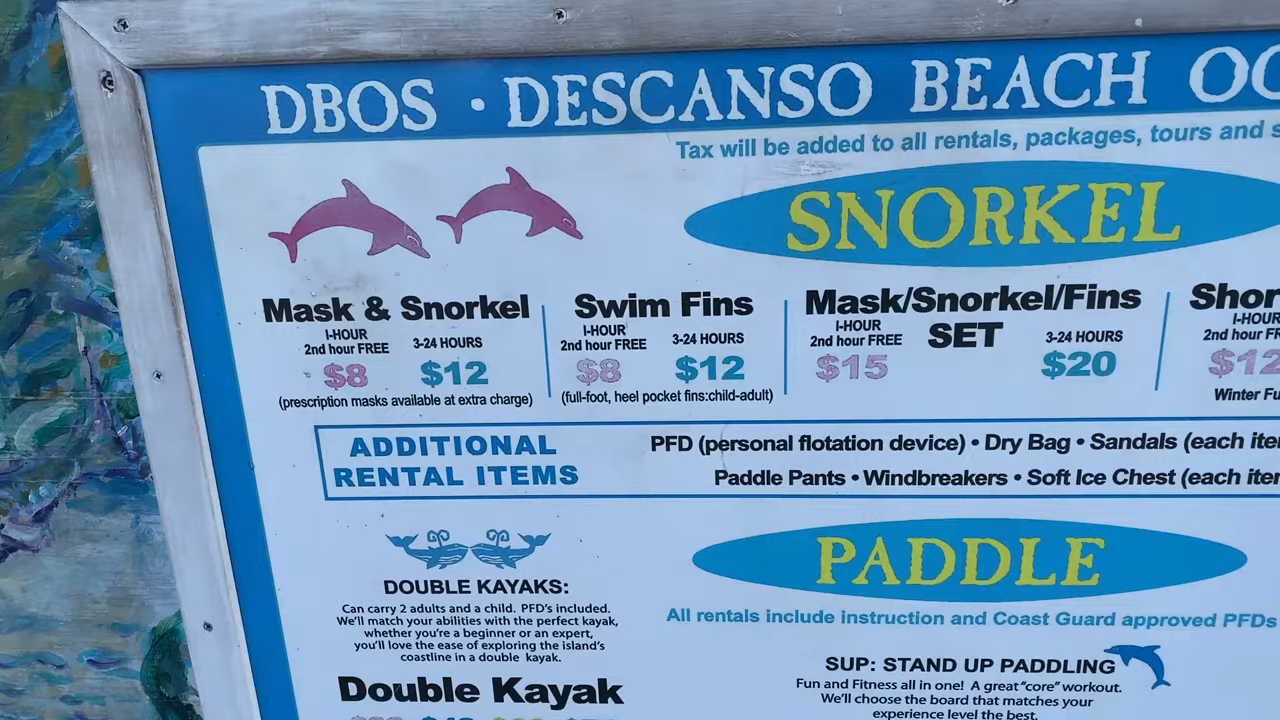 DBOS • DESCANSO BEACH
Tax will be added to all rentals, packages, tours and
SNORKEL
Mask & Snorkel
1-HOUR
2nd hour FREE
3-24 HOURS
$8 $12
(prescription masks available at extra charge)
Swim Fins
1-HOUR
2nd hour FREE
3-24 HOURS
$8 $12
(full-foot, heel pocket fins:child-adult)
Mask/Snorkel/Fins
SET
1-HOUR
2nd hour FREE
3-24 HOURS
$15 $20
1-HOUR
2nd hour
$12
Winter
ADDITIONAL
RENTAL ITEMS
PFD (personal flotation device) • Dry Bag • Sandals (each
Paddle Pants • Windbreakers • Soft Ice Chest (each
PADDLE
All rentals include instruction and Coast Guard approved PFDs
DOUBLE KAYAKS:
Can carry 2 adults and a child. PFD's included.
We'll match your abilities with the perfect kayak,
whether you're a beginner or an expert,
you'll love the ease of exploring the island's
coastline in a double kayak.
Double Kayak
SUP: STAND UP PADDLING
Fun and Fitness all in one! A great "core" workout.
We'll choose the board that matches your
experience level the best.